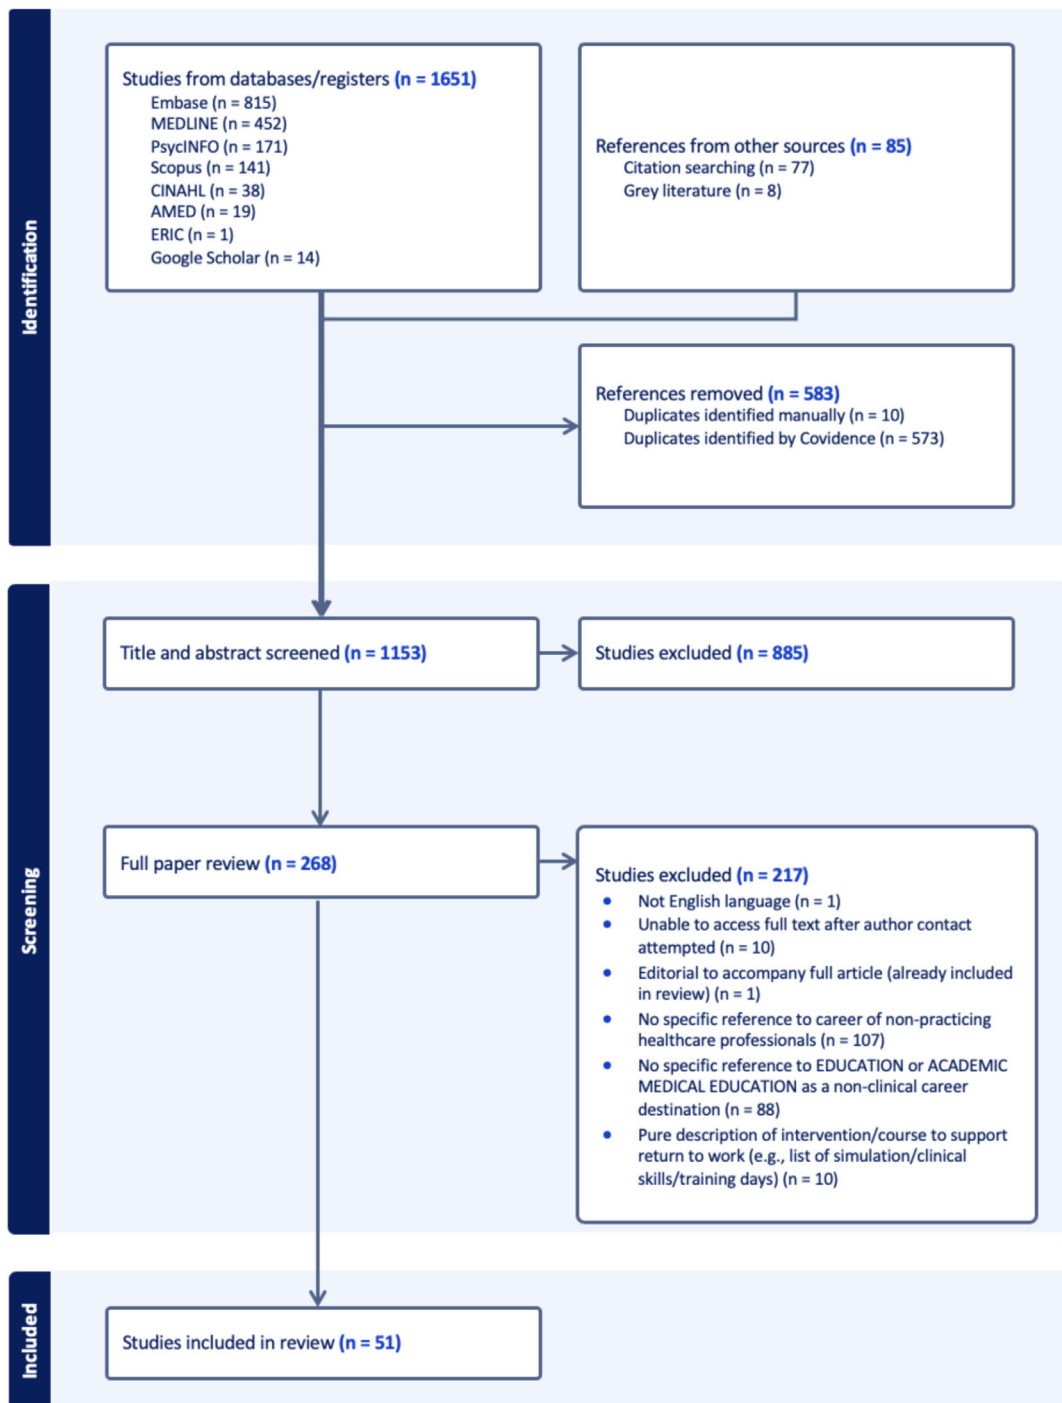 Identification
Studies from databases/registers (n = 1651)
Embase (n = 815)
MEDLINE (n = 452)
PsycINFO (n = 171)
Scopus (n = 141)
CINAHL (n = 38)
AMED (n = 19)
ERIC (n = 1)
Google Scholar (n = 14)
References from other sources (n = 85)
Citation searching (n = 77)
Grey literature (n = 8)
References removed (n = 583)
Duplicates identified manually (n = 10)
Duplicates identified by Covidence (n = 573)
Screening
Title and abstract screened (n = 1153)
Studies excluded (n = 885)
Full paper review (n = 268)
Studies excluded (n = 217)
• Not English language (n = 1)
• Unable to access full text after author contact
attempted (n = 10)
• Editorial to accompany full article (already included
in review) (n = 1)
• No specific reference to career of non-practicing
healthcare professionals (n = 107)
• No specific reference to EDUCATION or ACADEMIC
MEDICAL EDUCATION as a non-clinical career
destination (n = 88)
• Pure description of intervention/course to support
return to work (e.g., list of simulation/clinical
skills/training days) (n = 10)
Included
Studies included in review (n = 51)